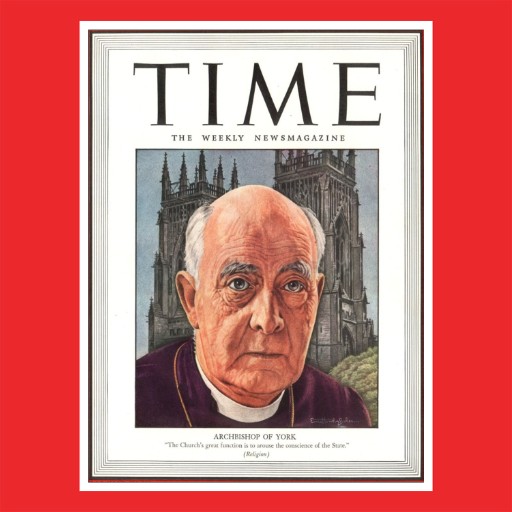 TIME
THE WEEKLY NEWSMAGAZINE
ARCHBISHOP OF YORK
"The Church's great function is to arouse the conscience of the State."
(Religion)